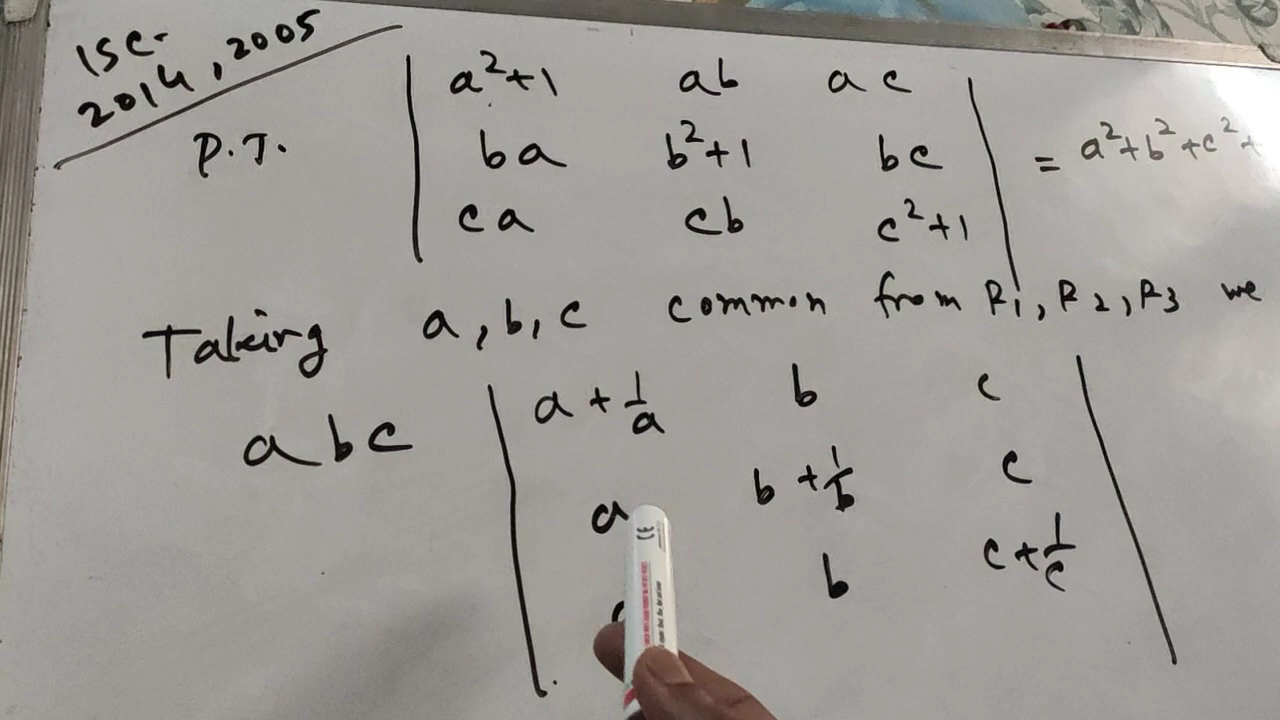 ISC-
2014, 2005
P.T. | a²+1 ab ac |
| ba b²+1 bc | = a²+b²+c²+
| ca cb c²+1 |
Taking a, b, c common from R1, R2, R3 we
abc | a + 1/a b c |
| a b + 1/b c |
| b c + 1/c |
CE